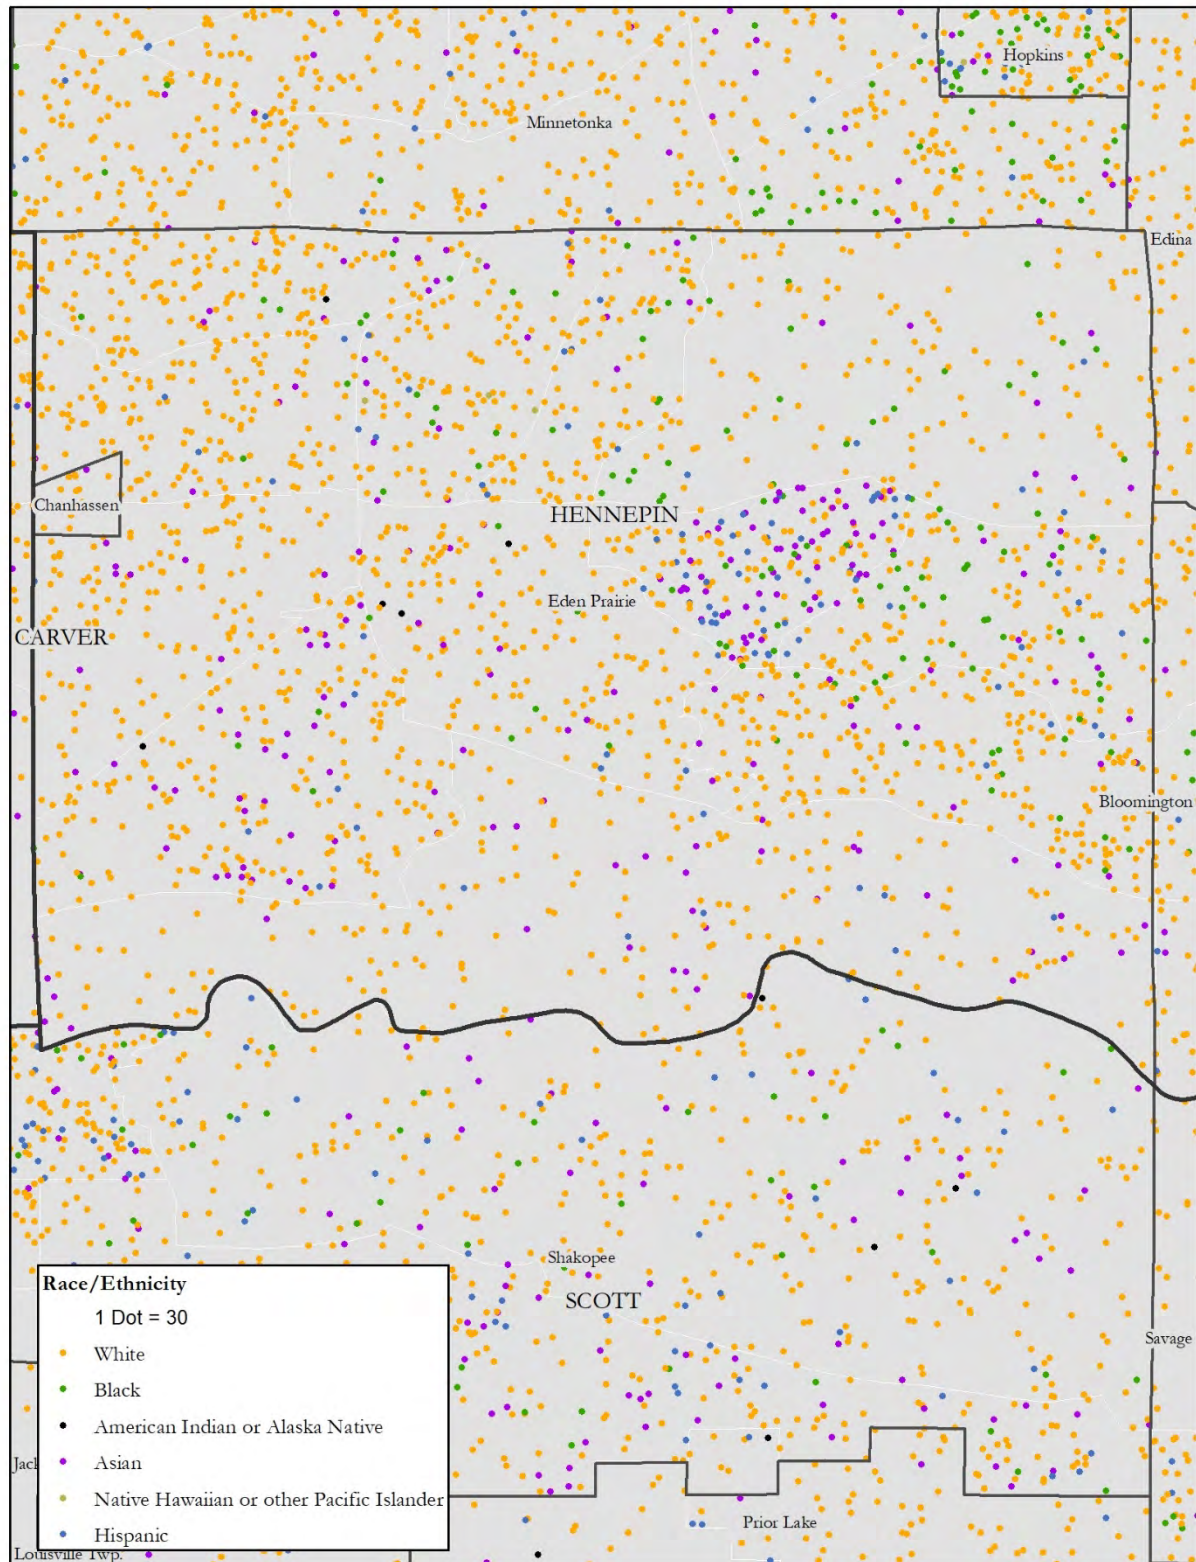 Hopkins
Minnetonka
Edina
Chanhassen
HENNEPIN
Eden Prairie
CARVER
Bloomington
Shakopee
SCOTT
Savage
Race/Ethnicity
1 Dot = 30
White
Black
American Indian or Alaska Native
Asian
Native Hawaiian or other Pacific Islander
Hispanic
Jack
Prior Lake
Louisville Twp.